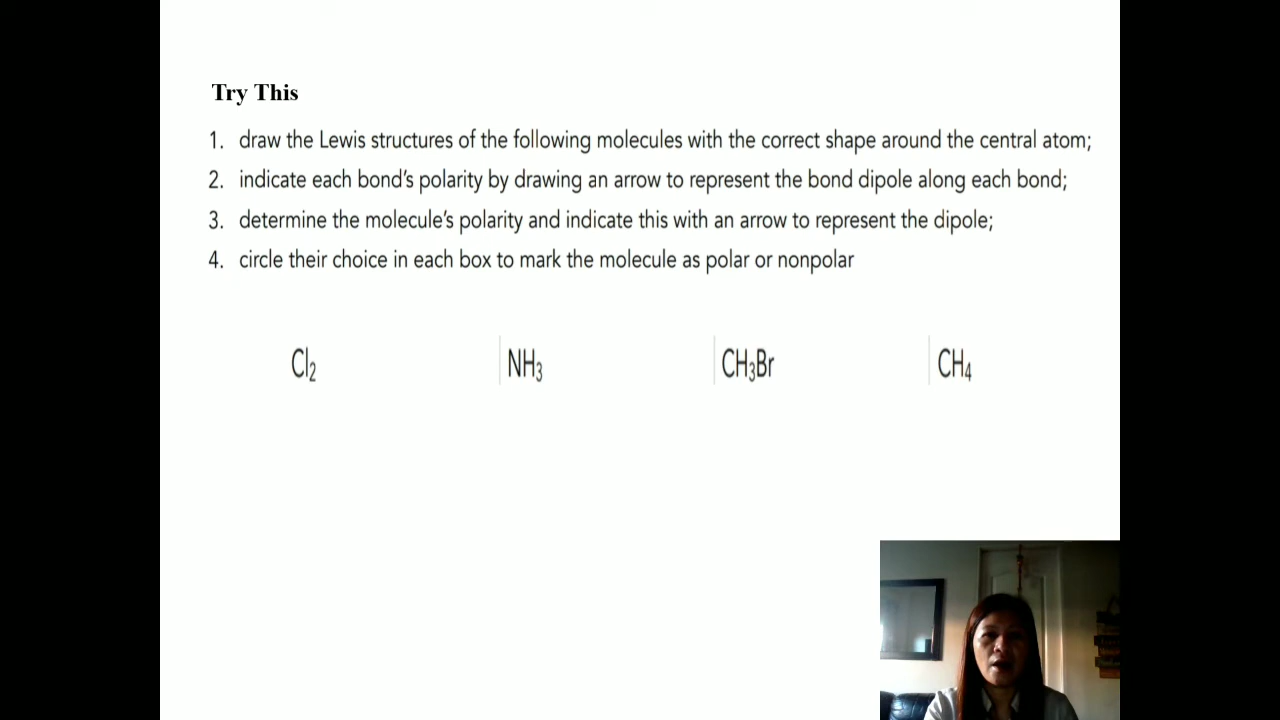 Try This
1. draw the Lewis structures of the following molecules with the correct shape around the central atom;
2. indicate each bond's polarity by drawing an arrow to represent the bond dipole along each bond;
3. determine the molecule's polarity and indicate this with an arrow to represent the dipole;
4. circle their choice in each box to mark the molecule as polar or nonpolar
Cl₂ NH₃ CH₃Br CH₄